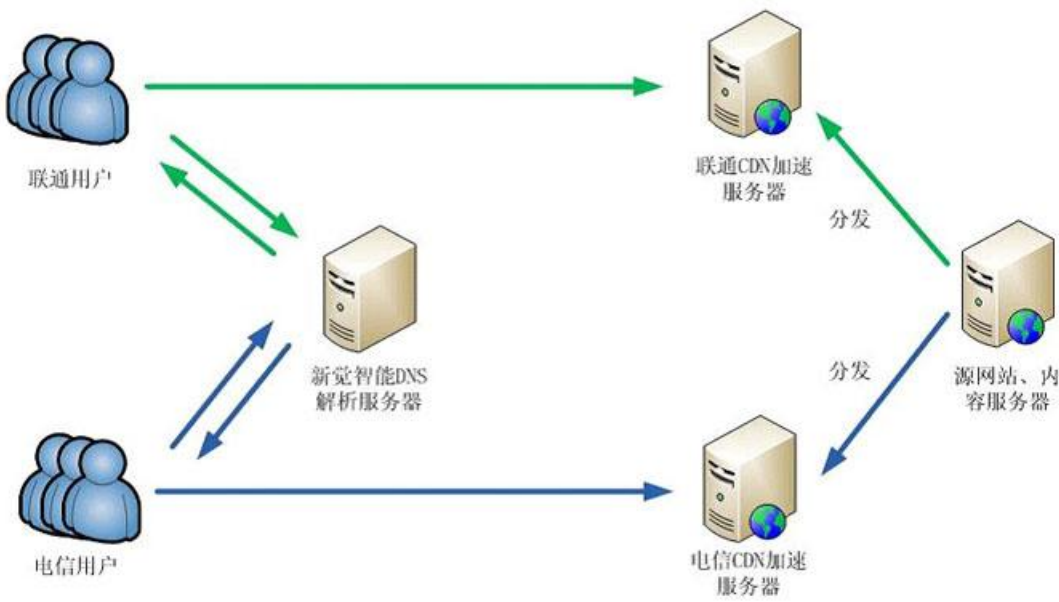 联通用户
联通CDN加速
服务器
分发
新觉智能DNS
解析服务器
分发
源网站、内
容服务器
电信用户
电信CDN加速
服务器